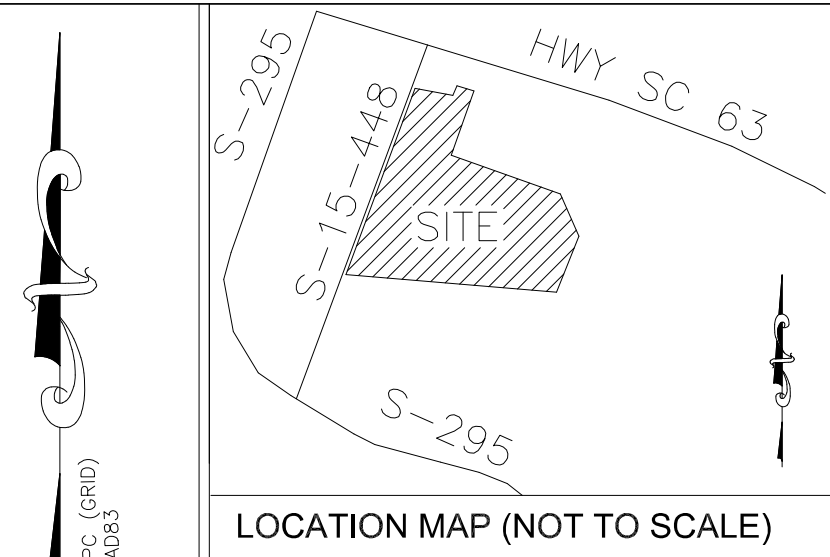 S-295
HWY SC 63
S-15-448
SITE
S-295
PC (GRID)
AD83
LOCATION MAP (NOT TO SCALE)